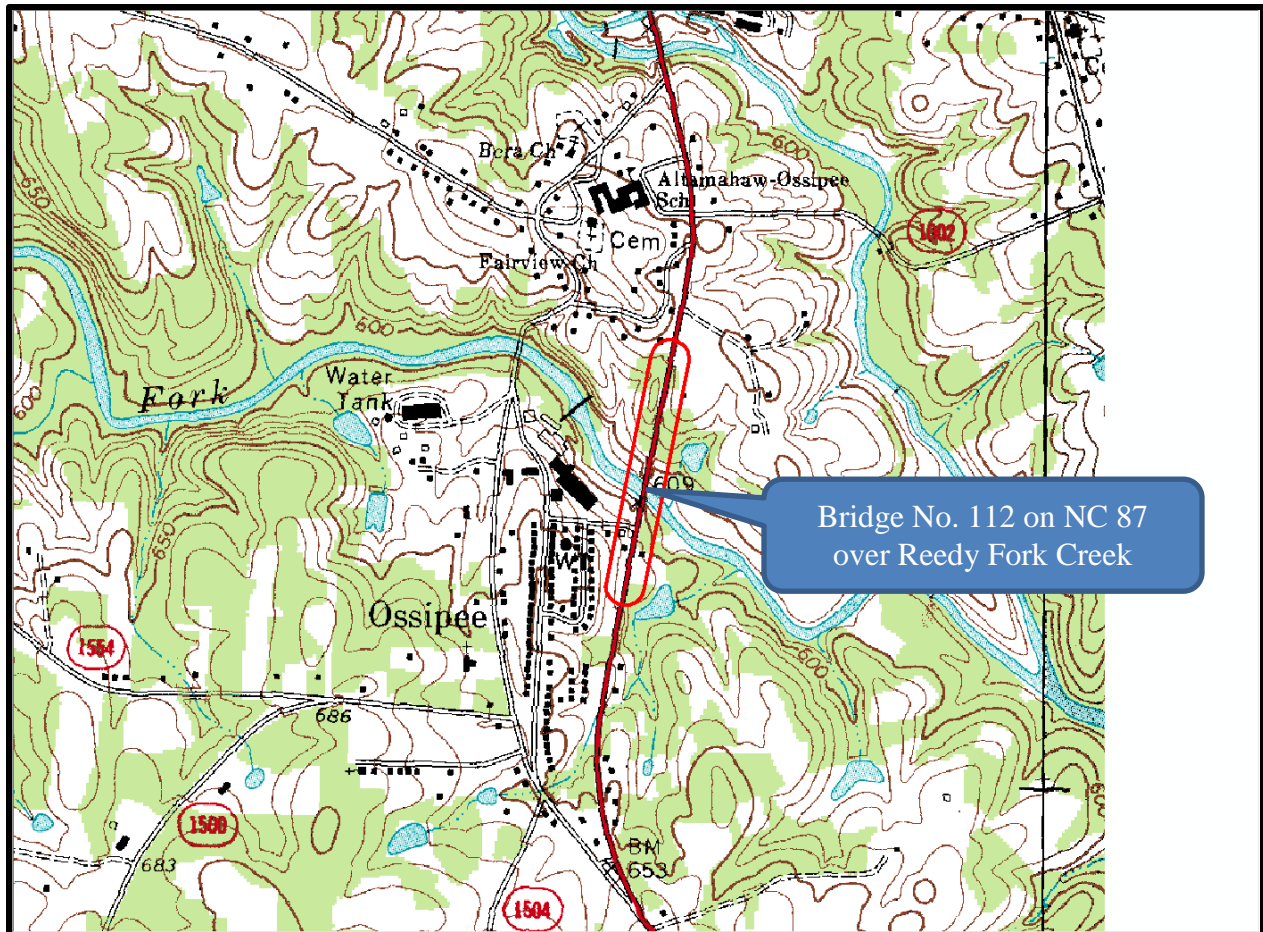 Bera Ch
Altamahaw-Ossipee
Sch
Cem
Fairview Ch
600
650
1002
600
600
Fork
Water
Tank
609
Bridge No. 112 on NC 87
over Reedy Fork Creek
650
W
Ossipee
1554
600
686
1500
683
BM
653
1504